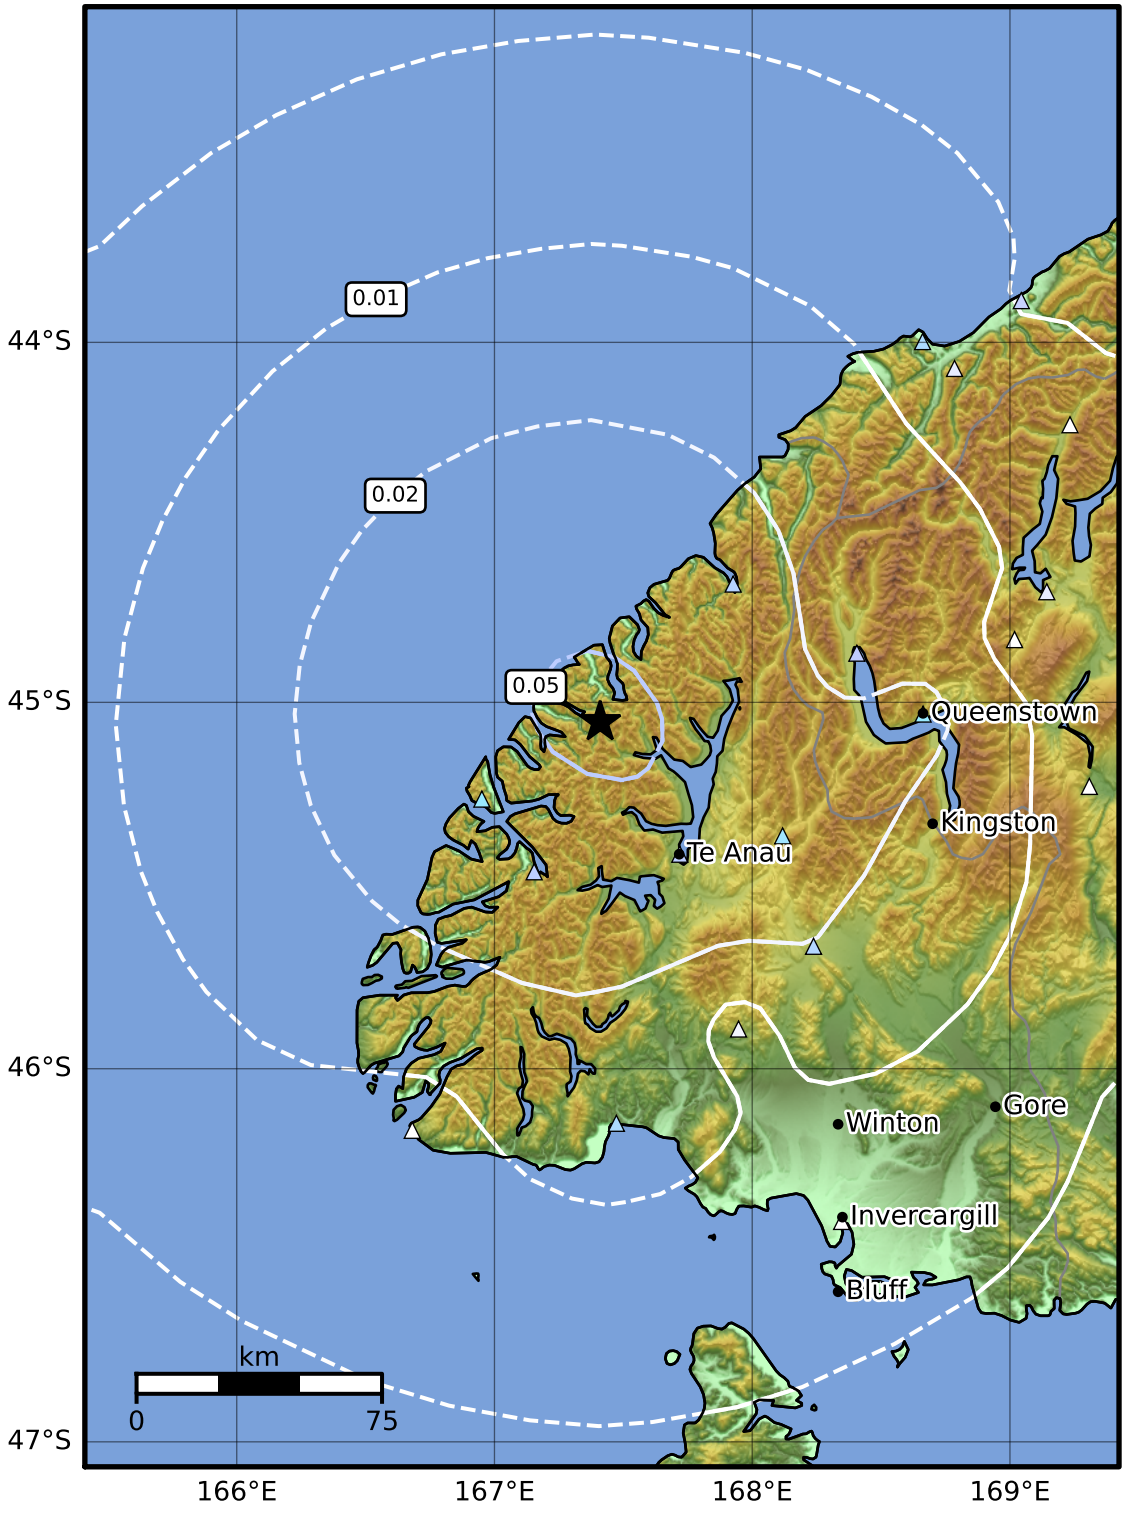 0.01
44°S
0.02
0.05
45°S
Queenstown
Kingston
Te Anau
46°S
Gore
Winton
Invercargill
Bluff
km
0 75
47°S
166°E 167°E 168°E 169°E